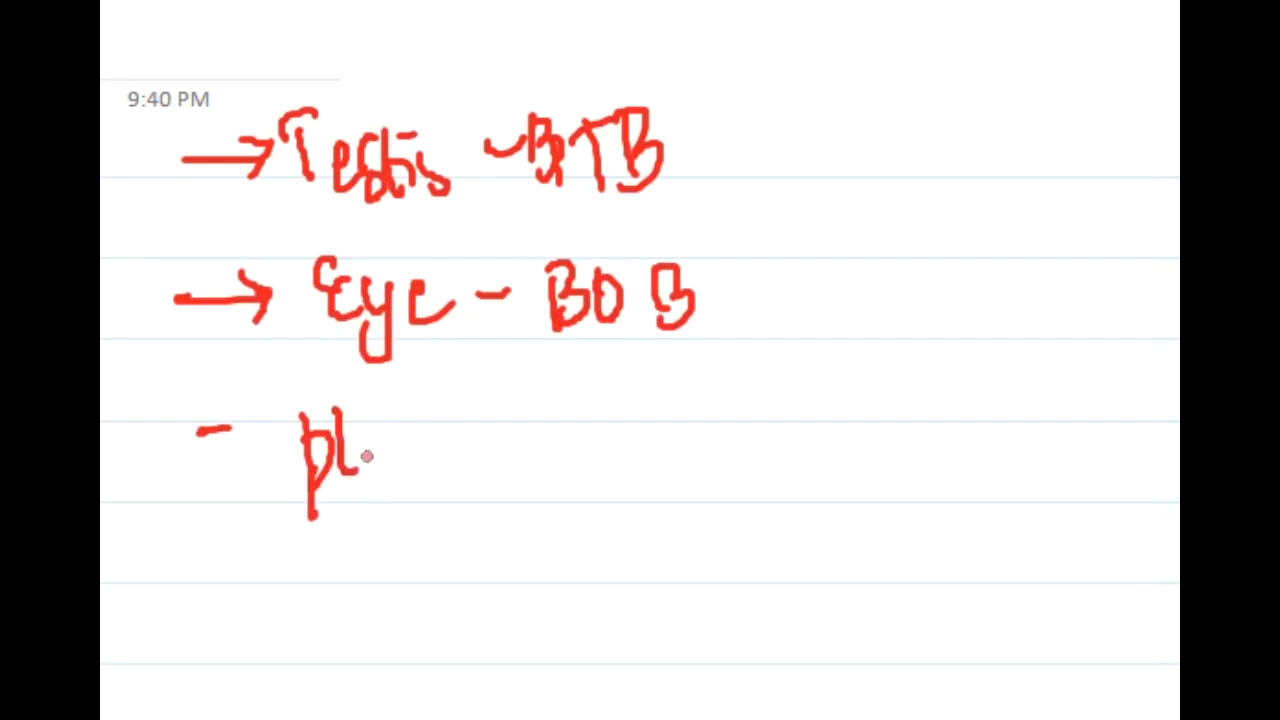 9:40 PM
→ Testis - BTB
→ Eye - BOB
- pl